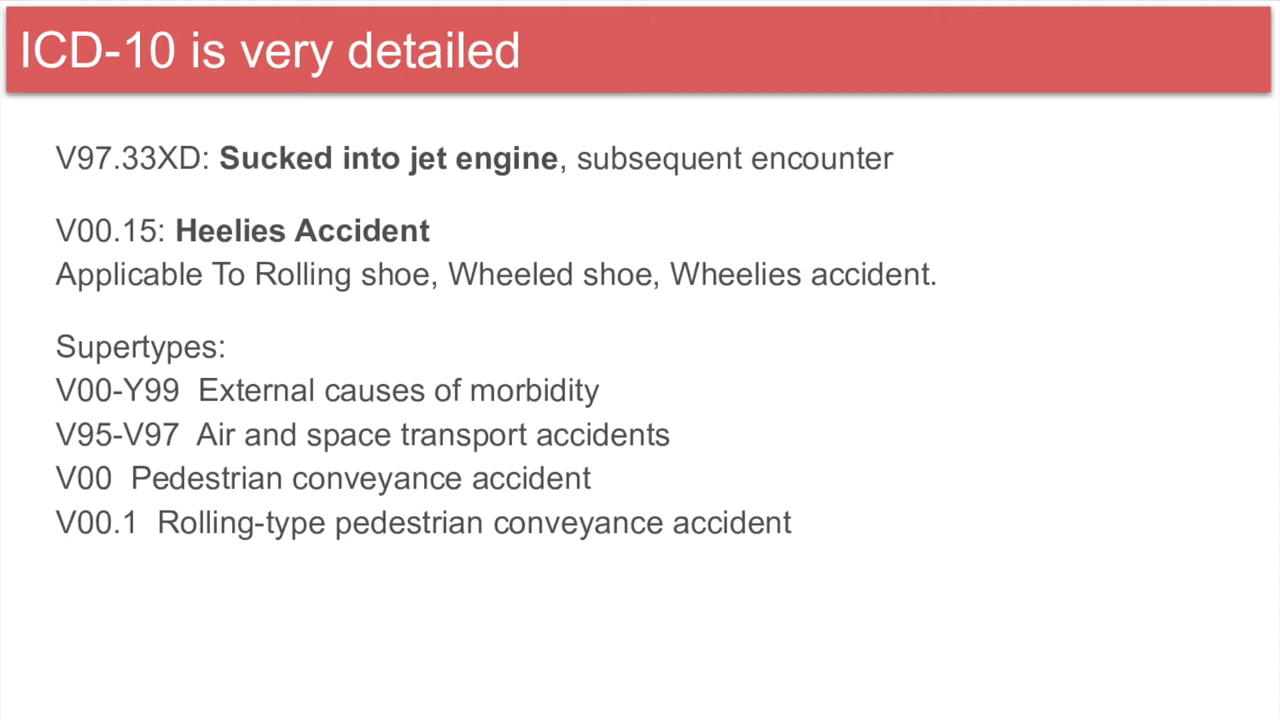 ICD-10 is very detailed
V97.33XD: Sucked into jet engine, subsequent encounter
V00.15: Heelies Accident
Applicable To Rolling shoe, Wheeled shoe, Wheelies accident.
Supertypes:
V00-Y99 External causes of morbidity
V95-V97 Air and space transport accidents
V00 Pedestrian conveyance accident
V00.1 Rolling-type pedestrian conveyance accident